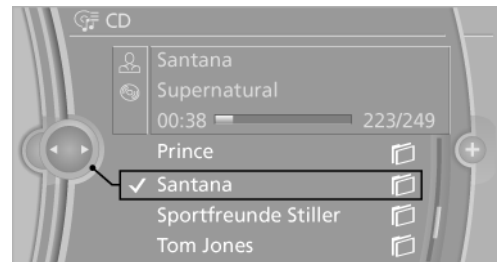 CD
Santana
Supernatural
00:38 223/249
Prince
Santana
Sportfreunde Stiller
Tom Jones